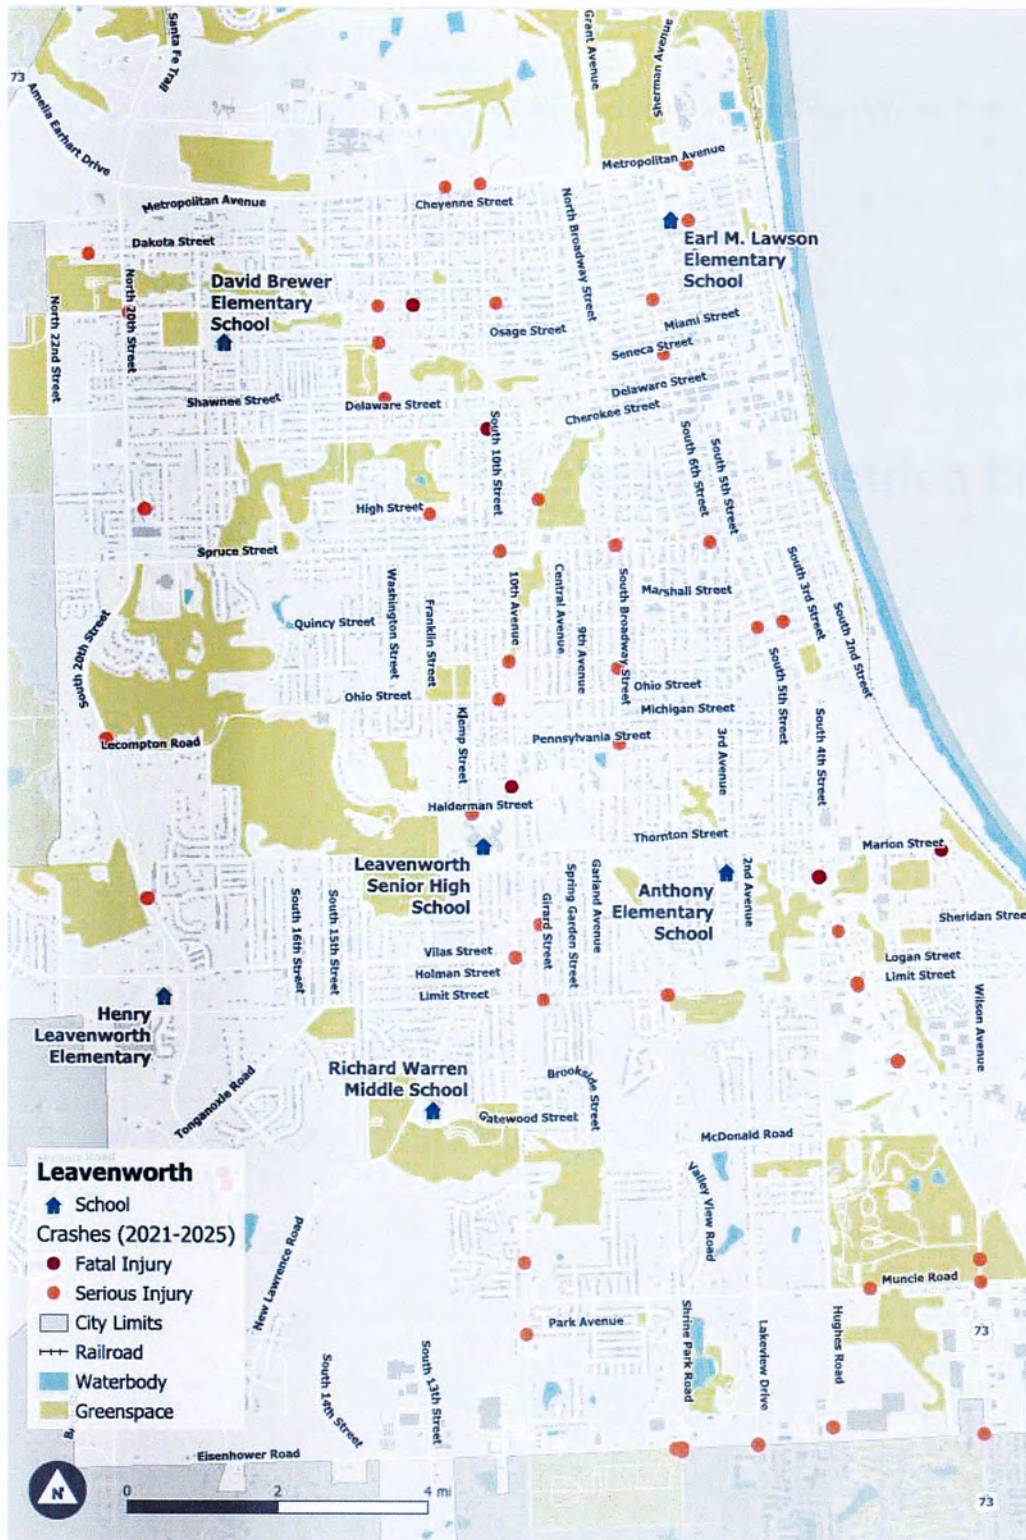 Santa Fe Trail
Grant Avenue
Sherman Avenue
73
Amelia Earhart Drive
Metropolitan Avenue
Metropolitan Avenue
Cheyenne Street
North Broadway Street
Dakota Street
Earl M. Lawson
Elementary
School
North 20th Street
David Brewer
Elementary
School
North 22nd Street
Osage Street
Miami Street
Seneca Street
Shawnee Street
Delaware Street
Delaware Street
Cherokee Street
South 10th Street
South 6th Street
South 5th Street
High Street
Spruce Street
Washington Street
Franklin Street
10th Avenue
Central Avenue
9th Avenue
South Broadway Street
Marshall Street
South 3rd Street
South 2nd Street
Quincy Street
South 20th Street
Ohio Street
Ohio Street
Michigan Street
South 5th Street
South 4th Street
Klemp Street
Lecompton Road
Pennsylvania Street
3rd Avenue
Halderman Street
Thornton Street
Marion Street
Leavenworth
Senior High
School
Anthony
Elementary
School
2nd Avenue
South 16th Street
South 15th Street
Girard Street
Spring Garden Street
Garland Avenue
Sheridan Stree
Vilas Street
Holman Street
Limit Street
Logan Street
Limit Street
Wilson Avenue
Henry
Leavenworth
Elementary
Richard Warren
Middle School
Brookside Street
Tonganoxie Road
Gatewood Street
McDonald Road
Valley View Road
Leavenworth
School
Crashes (2021-2025)
Fatal Injury
Serious Injury
City Limits
Railroad
Waterbody
Greenspace
New Lawrence Road
Muncie Road
Park Avenue
Shrine Park Road
Lakeview Drive
Hughes Road
73
South 14th Street
South 13th Street
Eisenhower Road
N
0 2 4 mi
73